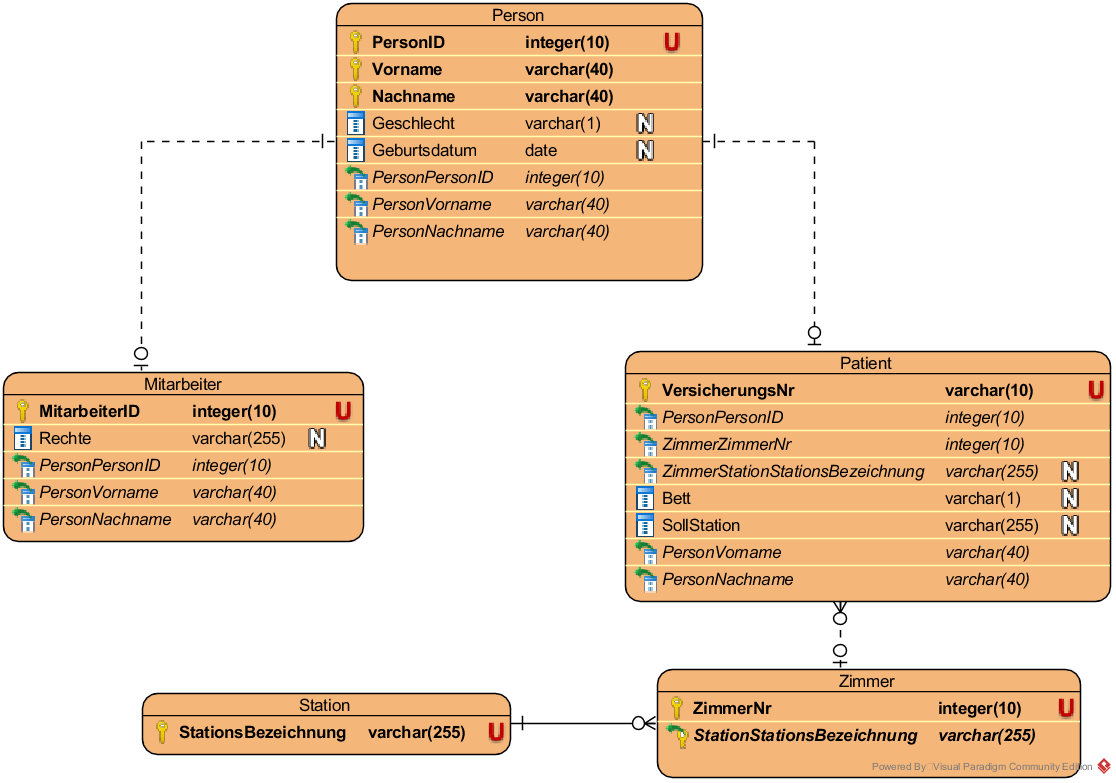 Person
PersonID integer(10) U
Vorname varchar(40)
Nachname varchar(40)
Geschlecht varchar(1) N
Geburtsdatum date N
PersonPersonID integer(10)
PersonVorname varchar(40)
PersonNachname varchar(40)
Mitarbeiter
MitarbeiterID integer(10) U
Rechte varchar(255) N
PersonPersonID integer(10)
PersonVorname varchar(40)
PersonNachname varchar(40)
Patient
VersicherungsNr varchar(10) U
PersonPersonID integer(10)
ZimmerZimmerNr integer(10)
ZimmerStationStationsBezeichnung varchar(255) N
Bett varchar(1) N
SollStation varchar(255) N
PersonVorname varchar(40)
PersonNachname varchar(40)
Station
StationsBezeichnung varchar(255) U
Zimmer
ZimmerNr integer(10) U
StationStationsBezeichnung varchar(255)
Powered By Visual Paradigm Community Edition